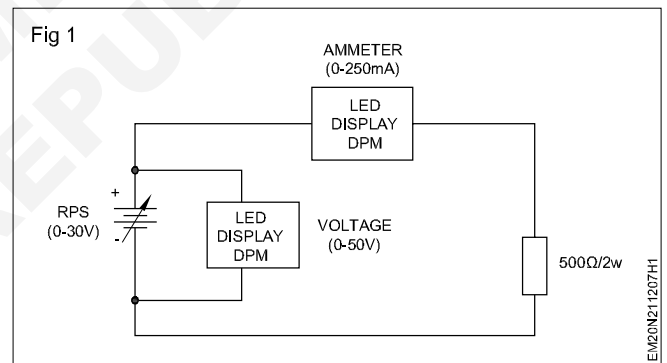 Fig 1
AMMETER
(0-250mA)
LED
DISPLAY
DPM
+
RPS
(0-30V)
-
LED
DISPLAY
DPM
VOLTAGE
(0-50V)
500Ω/2w
EM20N211207H1